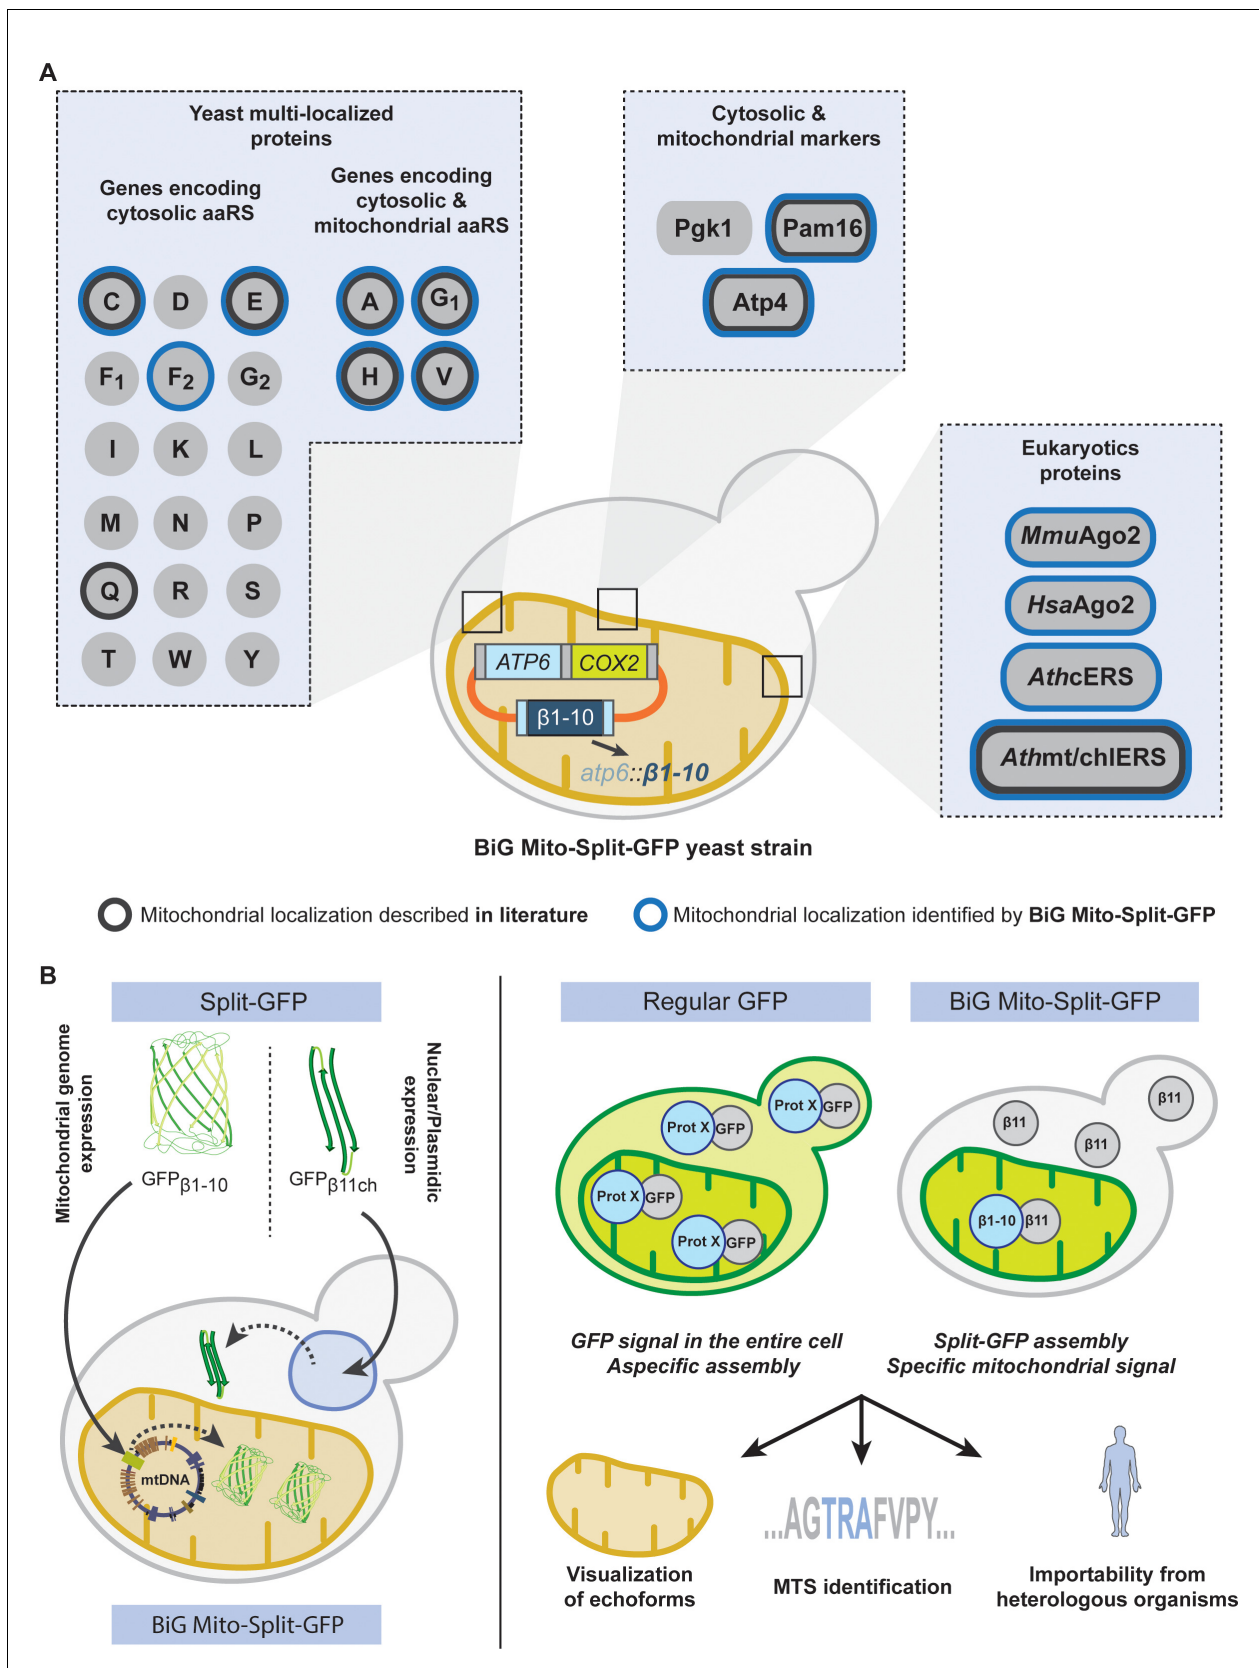 A
Yeast multi-localized
proteins
Genes encoding
cytosolic aaRS
Genes encoding
cytosolic &
mitochondrial aaRS
C D E
F1 F2 G2
I K L
M N P
Q R S
T W Y
A G1
H V
Cytosolic &
mitochondrial markers
Pgk1 Pam16
Atp4
Eukaryotics
proteins
MmuAgo2
HsaAgo2
AthcERS
Athmt/chlERS
ATP6 COX2
β1-10
atp6::β1-10
BiG Mito-Split-GFP yeast strain
Mitochondrial localization described in literature
Mitochondrial localization identified by BiG Mito-Split-GFP
B
Split-GFP
Mitochondrial genome
expression
Nuclear/Plasmidic
expression
GFPβ1-10
GFPβ11ch
mtDNA
BiG Mito-Split-GFP
Regular GFP
Prot X GFP
Prot X GFP
Prot X GFP
Prot X GFP
GFP signal in the entire cell
Aspecific assembly
BiG Mito-Split-GFP
β11
β11
β11
β1-10 β11
Split-GFP assembly
Specific mitochondrial signal
Visualization
of echoforms
...AGTRAFVPY...
MTS identification
Importability from
heterologous organisms